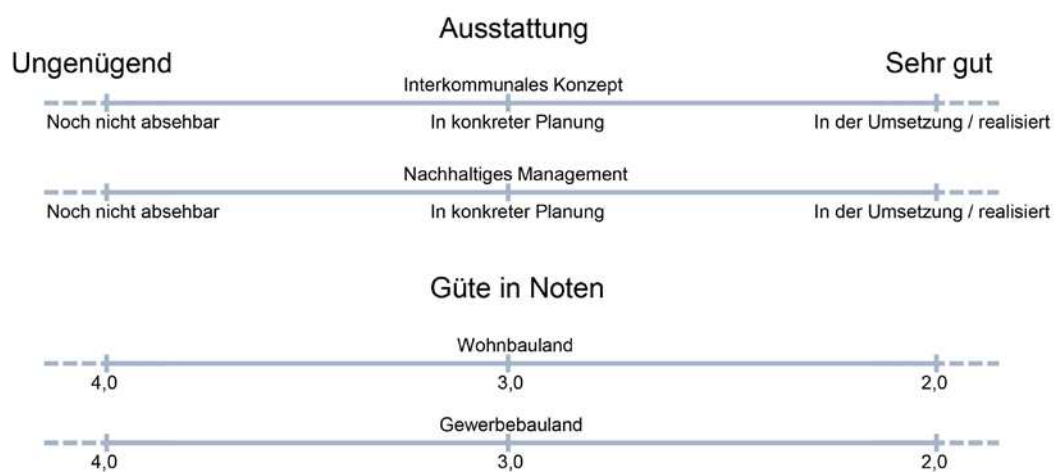 Ausstattung
Ungenügend Sehr gut
Interkommunales Konzept
Noch nicht absehbar In konkreter Planung In der Umsetzung / realisiert
Nachhaltiges Management
Noch nicht absehbar In konkreter Planung In der Umsetzung / realisiert
Güte in Noten
Wohnbauland
4,0 3,0 2,0
Gewerbebauland
4,0 3,0 2,0